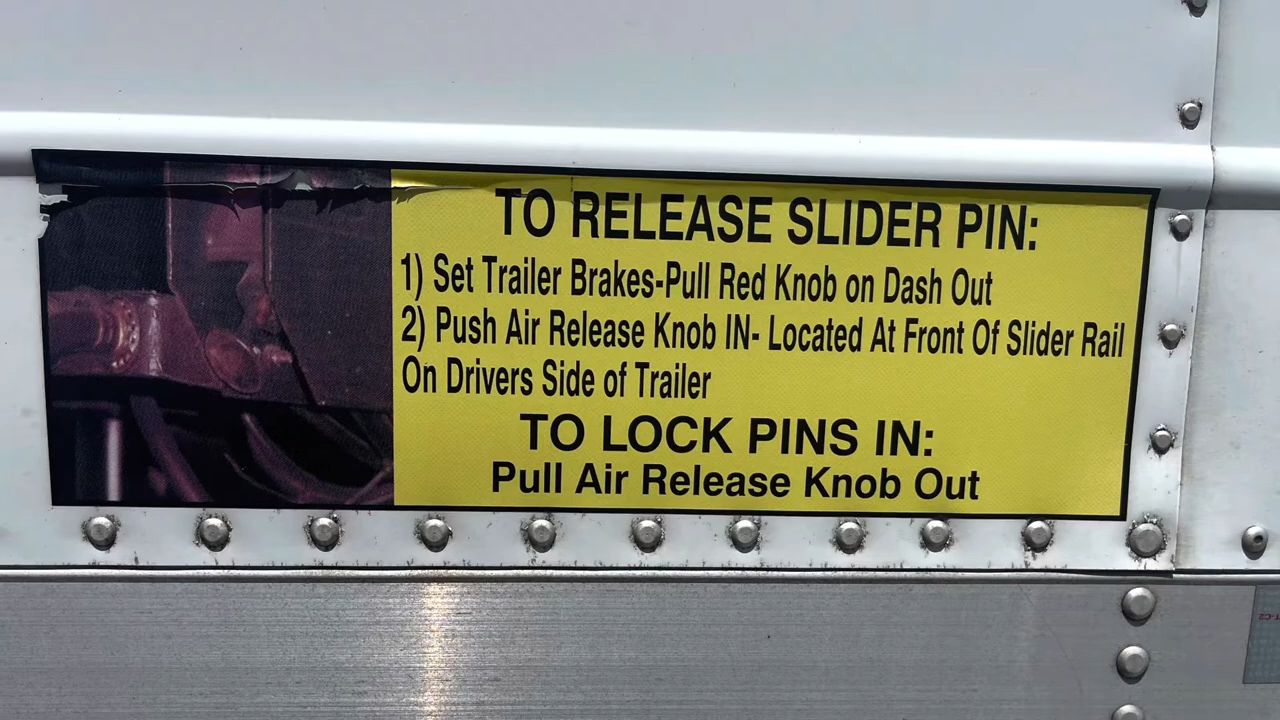 TO RELEASE SLIDER PIN:
1) Set Trailer Brakes-Pull Red Knob on Dash Out
2) Push Air Release Knob IN- Located At Front Of Slider Rail
On Drivers Side of Trailer
TO LOCK PINS IN:
Pull Air Release Knob Out